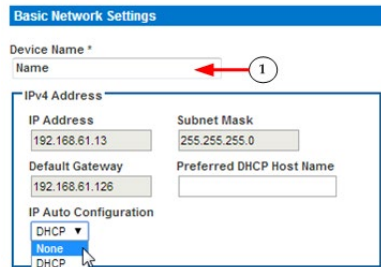 Basic Network Settings
Device Name *
Name
1
IPv4 Address
IP Address Subnet Mask
192.168.61.13 255.255.255.0
Default Gateway Preferred DHCP Host Name
192.168.61.126
IP Auto Configuration
DHCP
None
DHCP